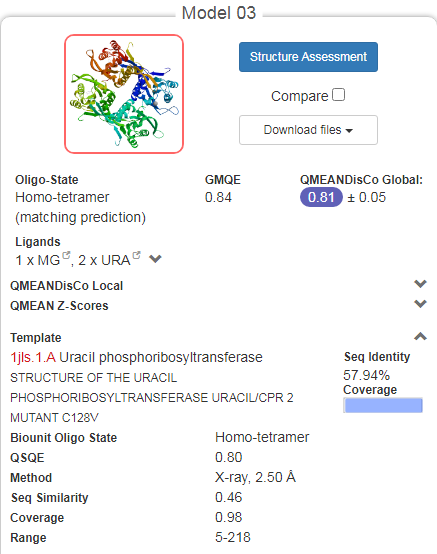 Model 03
Structure Assessment
Compare
Download files
Oligo-State
GMQE
QMEANDisCo Global:
Homo-tetramer
0.84
0.81 ± 0.05
(matching prediction)
Ligands
1 x MG, 2 x URA
QMEANDisCo Local
QMEAN Z-Scores
Template
1jls.1.A Uracil phosphoribosyltransferase
Seq Identity
57.94%
STRUCTURE OF THE URACIL
PHOSPHORIBOSYLTRANSFERASE URACIL/CPR 2
MUTANT C128V
Coverage
Biounit Oligo State Homo-tetramer
QSQE 0.80
Method X-ray, 2.50 Å
Seq Similarity 0.46
Coverage 0.98
Range 5-218